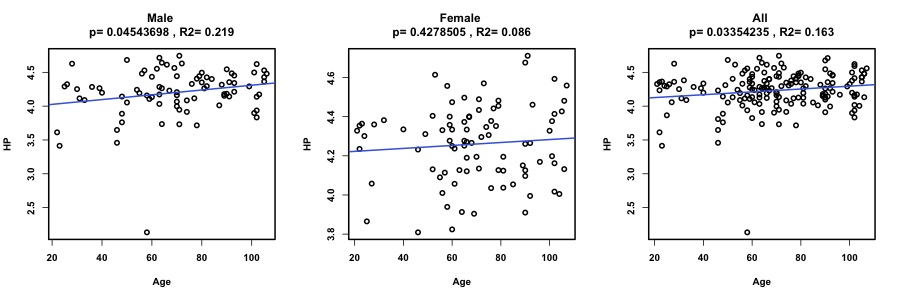 Male
p= 0.04543698 , R2= 0.219
HP
4.5
4.0
3.5
3.0
2.5
20 40 60 80 100
Age
Female
p= 0.4278505 , R2= 0.086
HP
4.6
4.4
4.2
4.0
3.8
20 40 60 80 100
Age
All
p= 0.03354235 , R2= 0.163
HP
4.5
4.0
3.5
3.0
2.5
20 40 60 80 100
Age